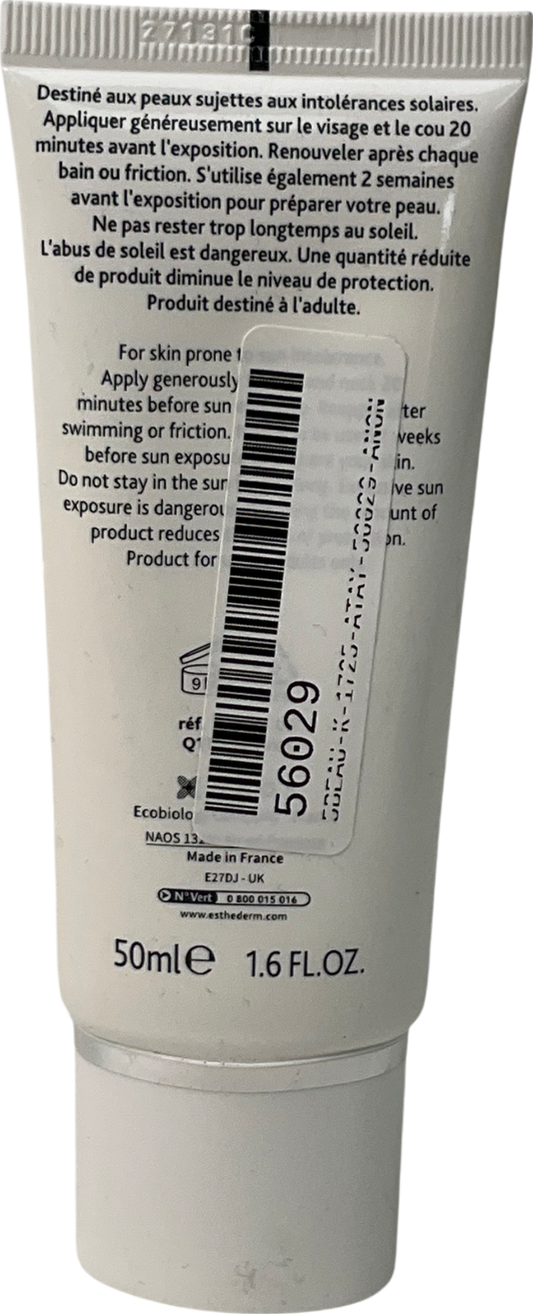 27131C
Destiné aux peaux sujettes aux intolérances solaires.
Appliquer généreusement sur le visage et le cou 20
minutes avant l'exposition. Renouveler après chaque
bain ou friction. S'utilise également 2 semaines
avant l'exposition pour préparer votre peau.
Ne pas rester trop longtemps au soleil.
L'abus de soleil est dangereux. Une quantité réduite
de produit diminue le niveau de protection.
Produit destiné à l'adulte.
For skin prone
Apply generously
minutes before sun
swimming or friction. weeks
before sun
Do not stay in the sun
exposure is sun
product reduces
Product for
56029
NAOS
Made in France
E27DJ - UK
N°Vert 0 800 015 016
www.esthederm.com
50ml e 1.6 FL.OZ.